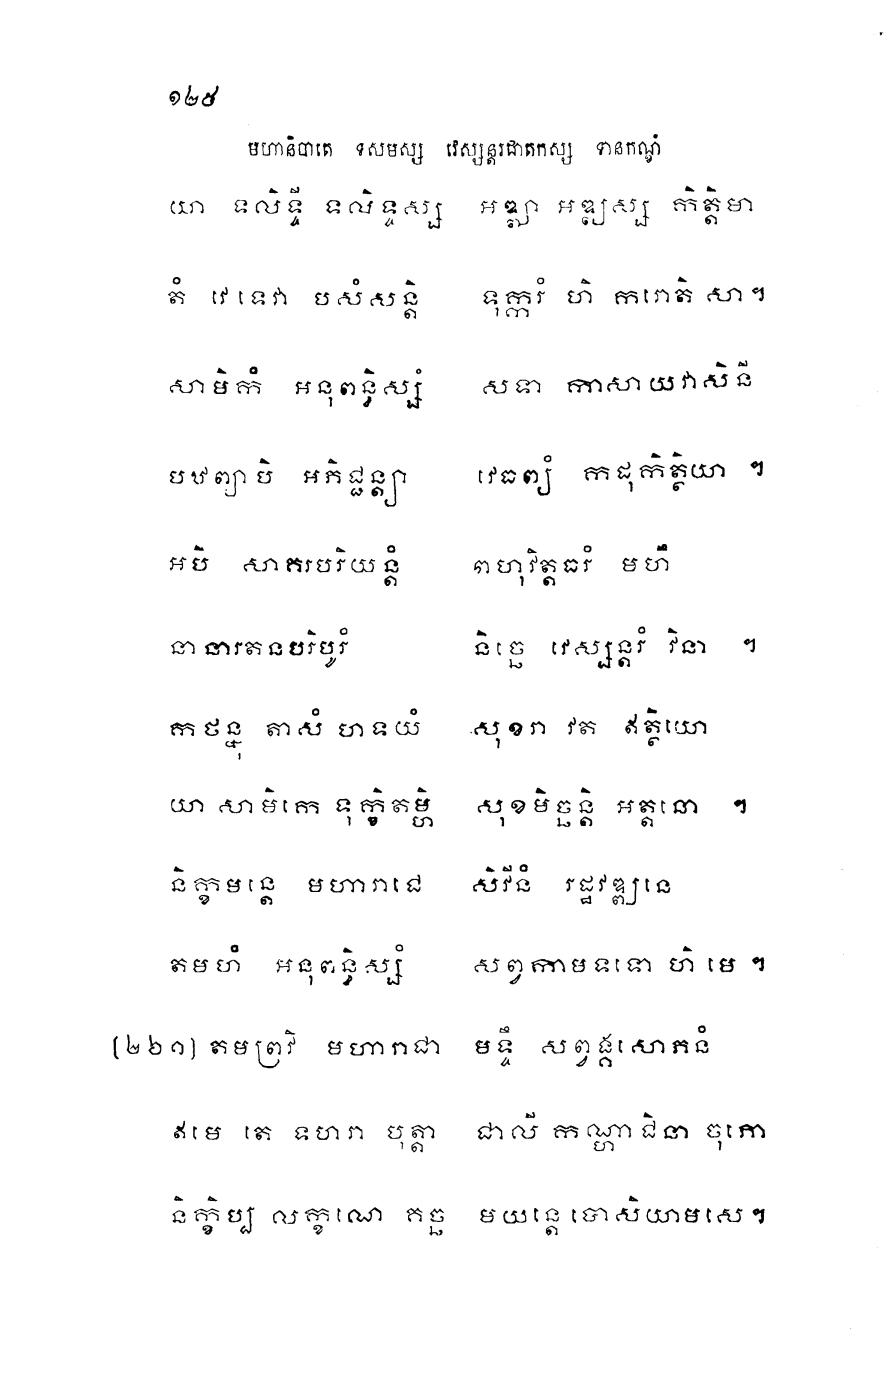 ១២៥
មហានិបាតេ ទសមស្ស វេស្សន្តរជាតកស្ស ទានកណ្ឌំ
យា ទលិទ្ទី ទលិទ្ទស្ស អឌ្ឍា អឌ្ឍស្ស កិត្តិមា
តំ វេ ទេវា បសំសន្តិ ទុក្ករំ ហិ ករោតិ សា។
សាមិកំ អនុពន្ធិស្សំ សទា កាសាយវាសិនី
បឋព្យាបិ អភិជ្ជន្ត្យា វេធព្យំ កដុកិត្ថិយា ។
អបិ សាគរបរិយន្តំ ពហុវិត្តធរំ មហឹ
នានារតនបរិបូរំ និច្ឆេ វេស្សន្តរំ វិនា ។
កថន្នុ តាសំ ហទយំ សុខរា វត ឥត្ថិយោ
យា សាមិកេ ទុក្ខិតម្ហិ សុខមិច្ឆន្តិ អត្តនោ ។
និក្ខមន្តេ មហារាជេ សិវីនំ រដ្ឋវឌ្ឍនេ
តមហំ អនុពន្ធិស្សំ សព្វកាមទទោ ហិ មេ ។
(២៦១) តមព្រវិ មហារាជា មទ្ទឹ សព្វង្គសោភនំ
ឥមេ តេ ទហរា បុត្តា ជាលី កណ្ហាជិនា ចុភោ
និក្ខិប្ប លក្ខណេ គច្ឆ មយន្តេ បោសិយាមសេ។